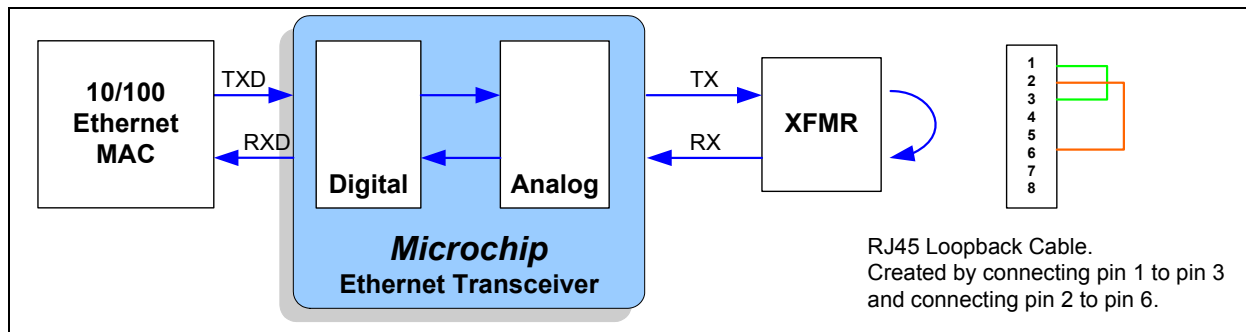 10/100
Ethernet
MAC
TXD
RXD
Digital
Analog
Microchip
Ethernet Transceiver
TX
RX
XFMR
1
2
3
4
5
6
7
8
RJ45 Loopback Cable.
Created by connecting pin 1 to pin 3
and connecting pin 2 to pin 6.